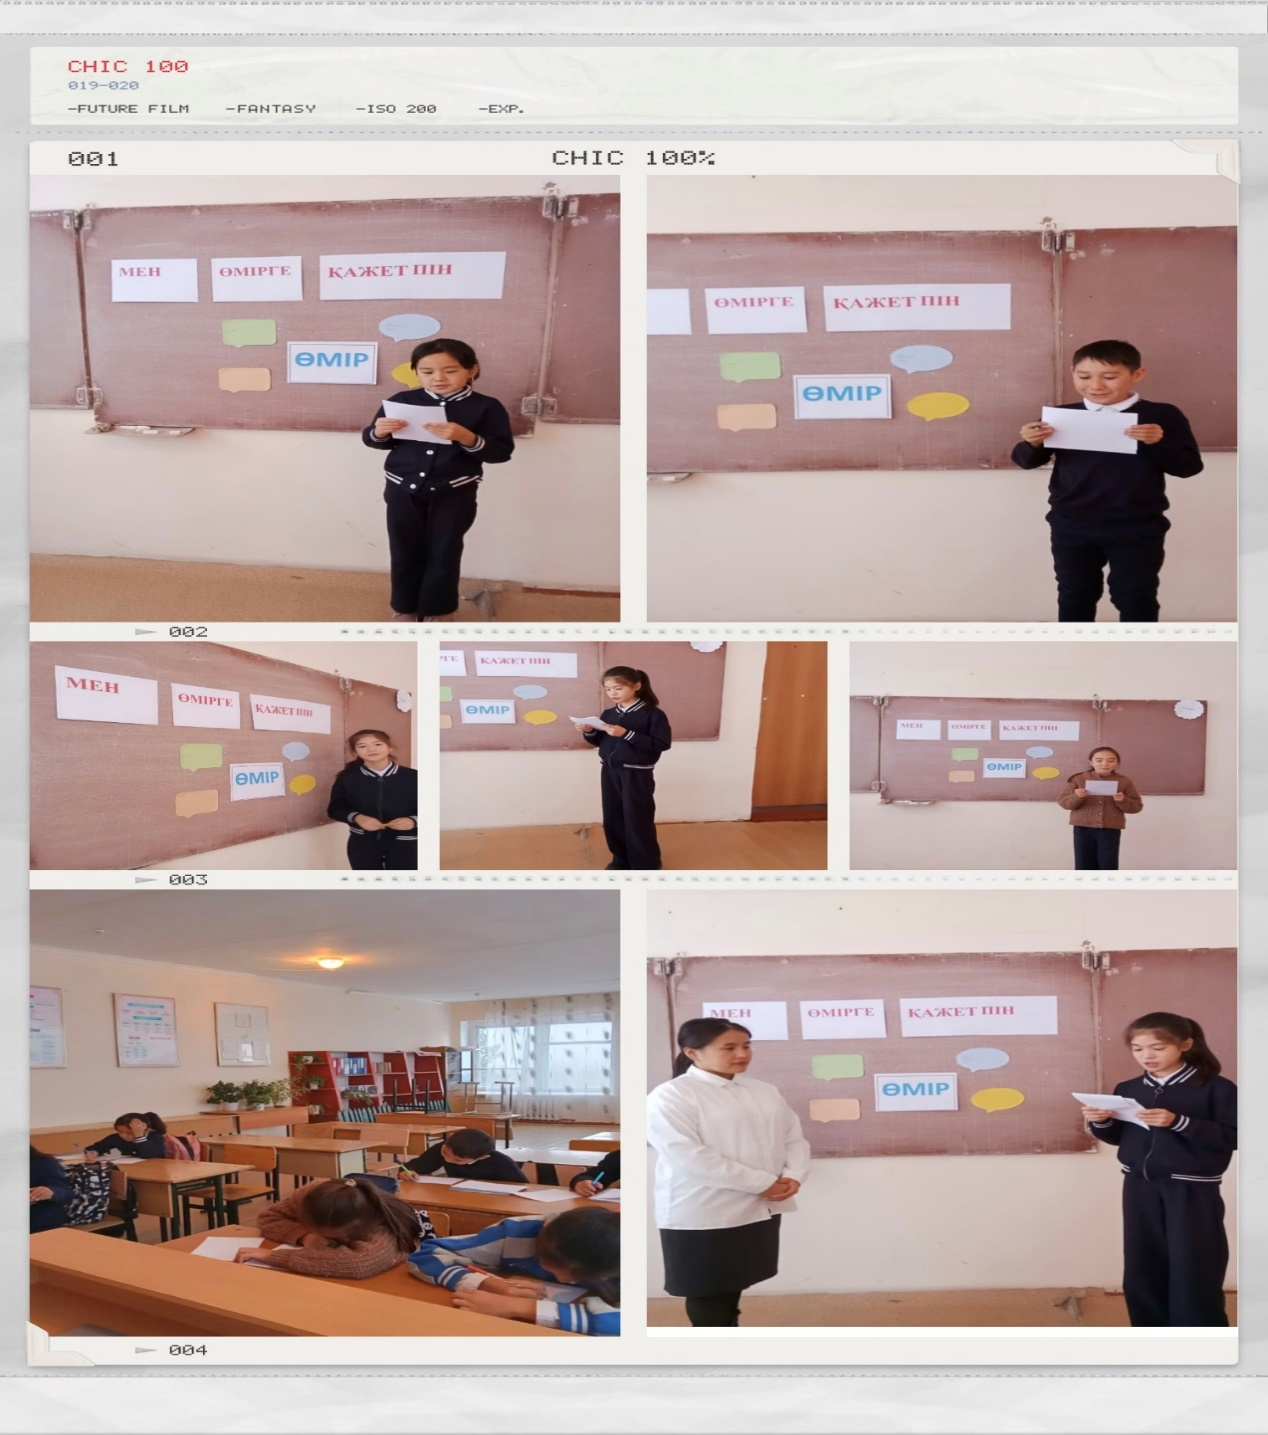 CHIC 100
019-020
-FUTURE FILM -FANTASY -ISO 200 -EXP.
001 CHIC 100%
МЕН ӨМІРГЕ ҚАЖЕТПІН
ӨМІР
ӨМІРГЕ ҚАЖЕТПІН
ӨМІР
002
МЕН ӨМІРГЕ ҚАЖЕТПІН
ӨМІР
РГЕ ҚАЖЕТПІН
ӨМІР
МЕН ӨМІРГЕ ҚАЖЕТПІН
ӨМІР
003
МЕН ӨМІРГЕ ҚАЖЕТПІН
ӨМІР
004